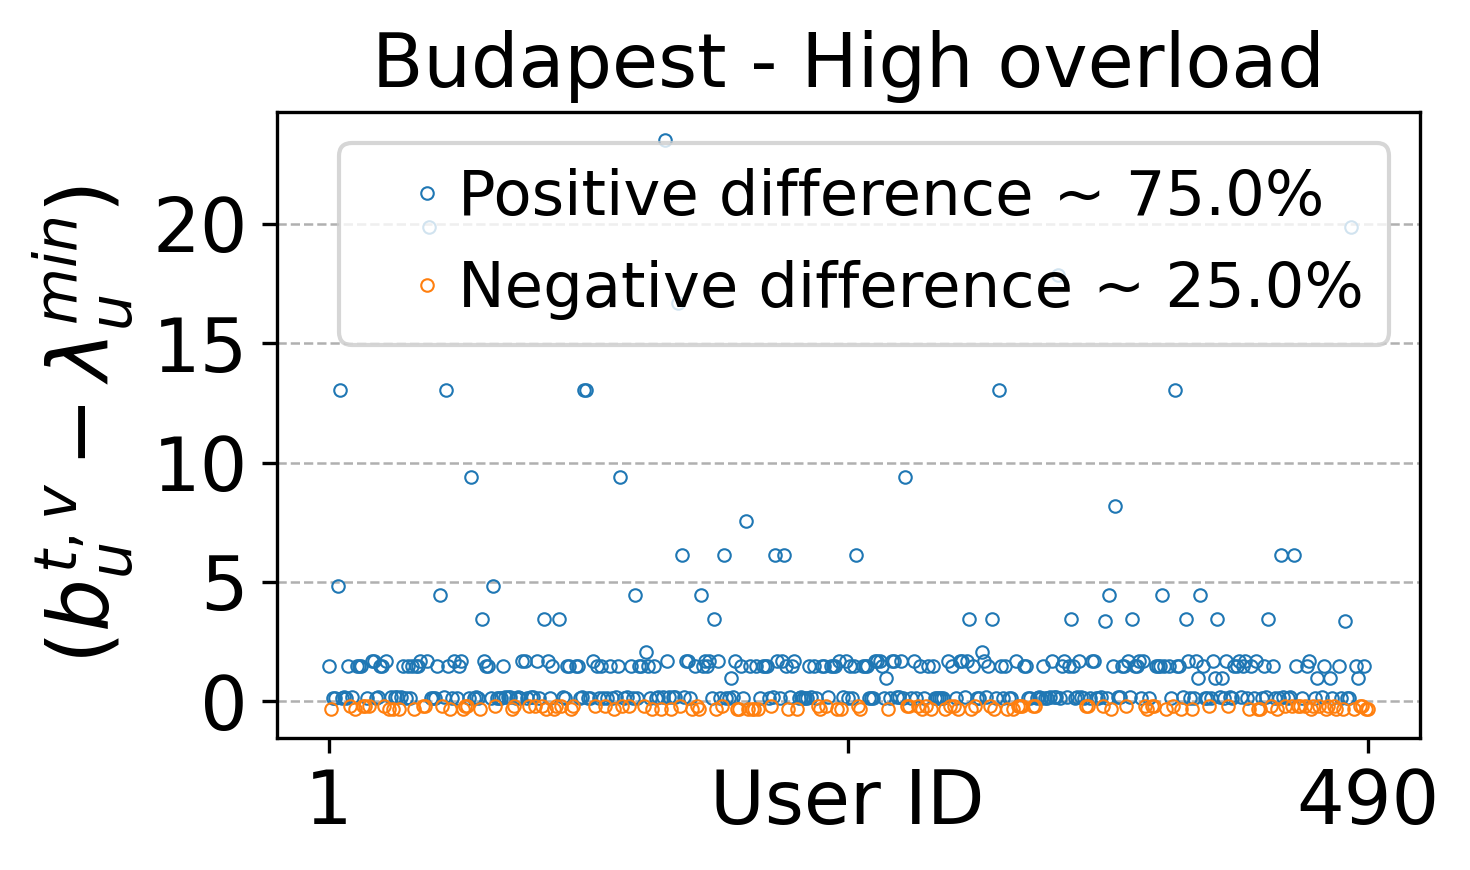 Budapest - High overload
Positive difference ~ 75.0%
Negative difference ~ 25.0%
(b_u^{t, v} − λ_u^{min})
20
15
10
5
0
1
User ID
490